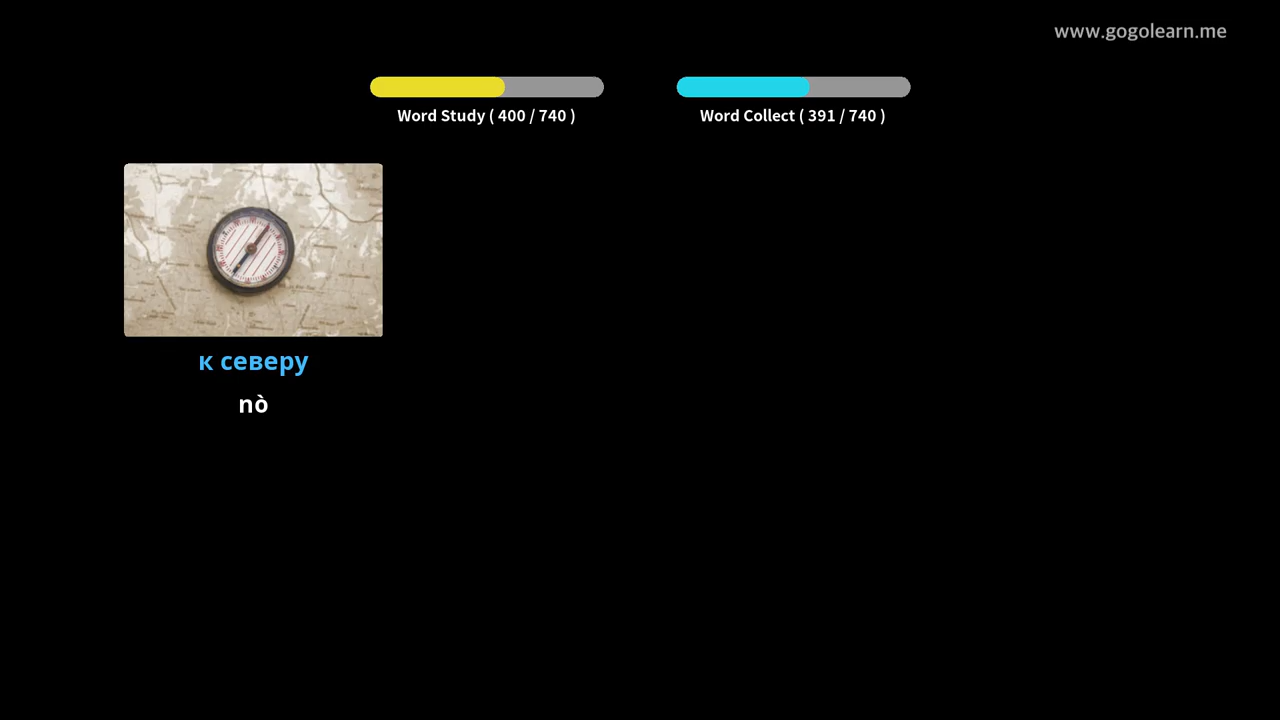 www.gogolearn.me
Word Study ( 400 / 740 )
Word Collect ( 391 / 740 )
к северу
nò